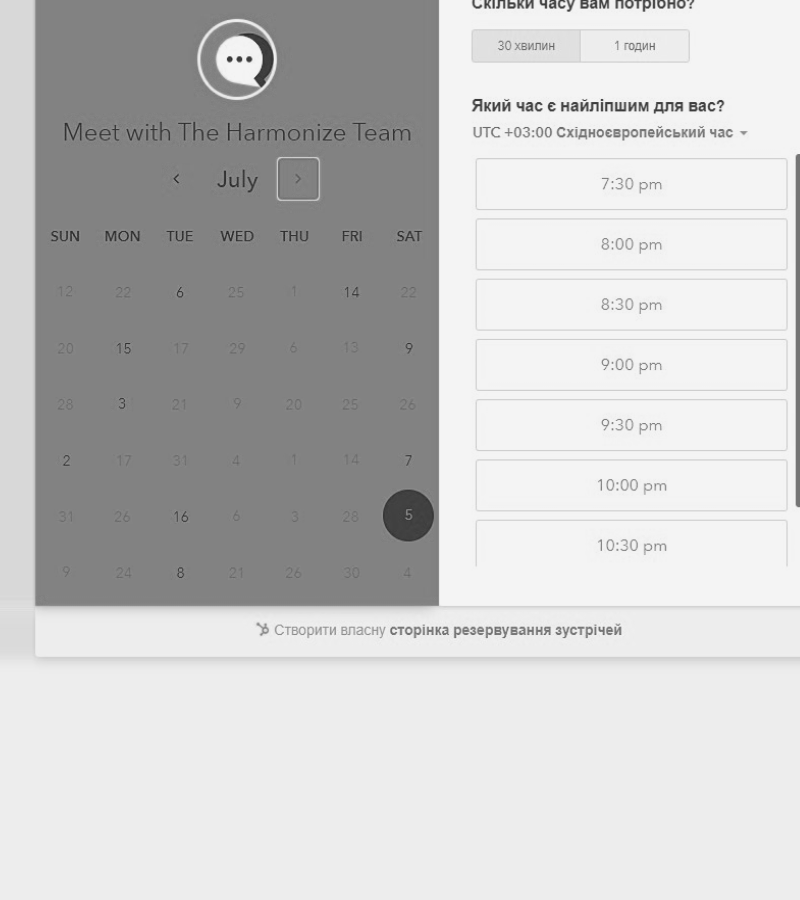 Скільки часу вам потрібно?
30 хвилин 1 годин
Який час є найліпшим для вас?
UTC +03:00 Східноєвропейський час
Meet with The Harmonize Team
July
SUN MON TUE WED THU FRI SAT
12 22 6 25 1 14 22
20 15 17 29 6 13 9
28 3 21 9 20 25 26
2 17 31 4 1 14 7
31 26 16 6 3 28 5
9 24 8 21 26 30 4
7:30 pm
8:00 pm
8:30 pm
9:00 pm
9:30 pm
10:00 pm
10:30 pm
Створити власну сторінка резервування зустрічей